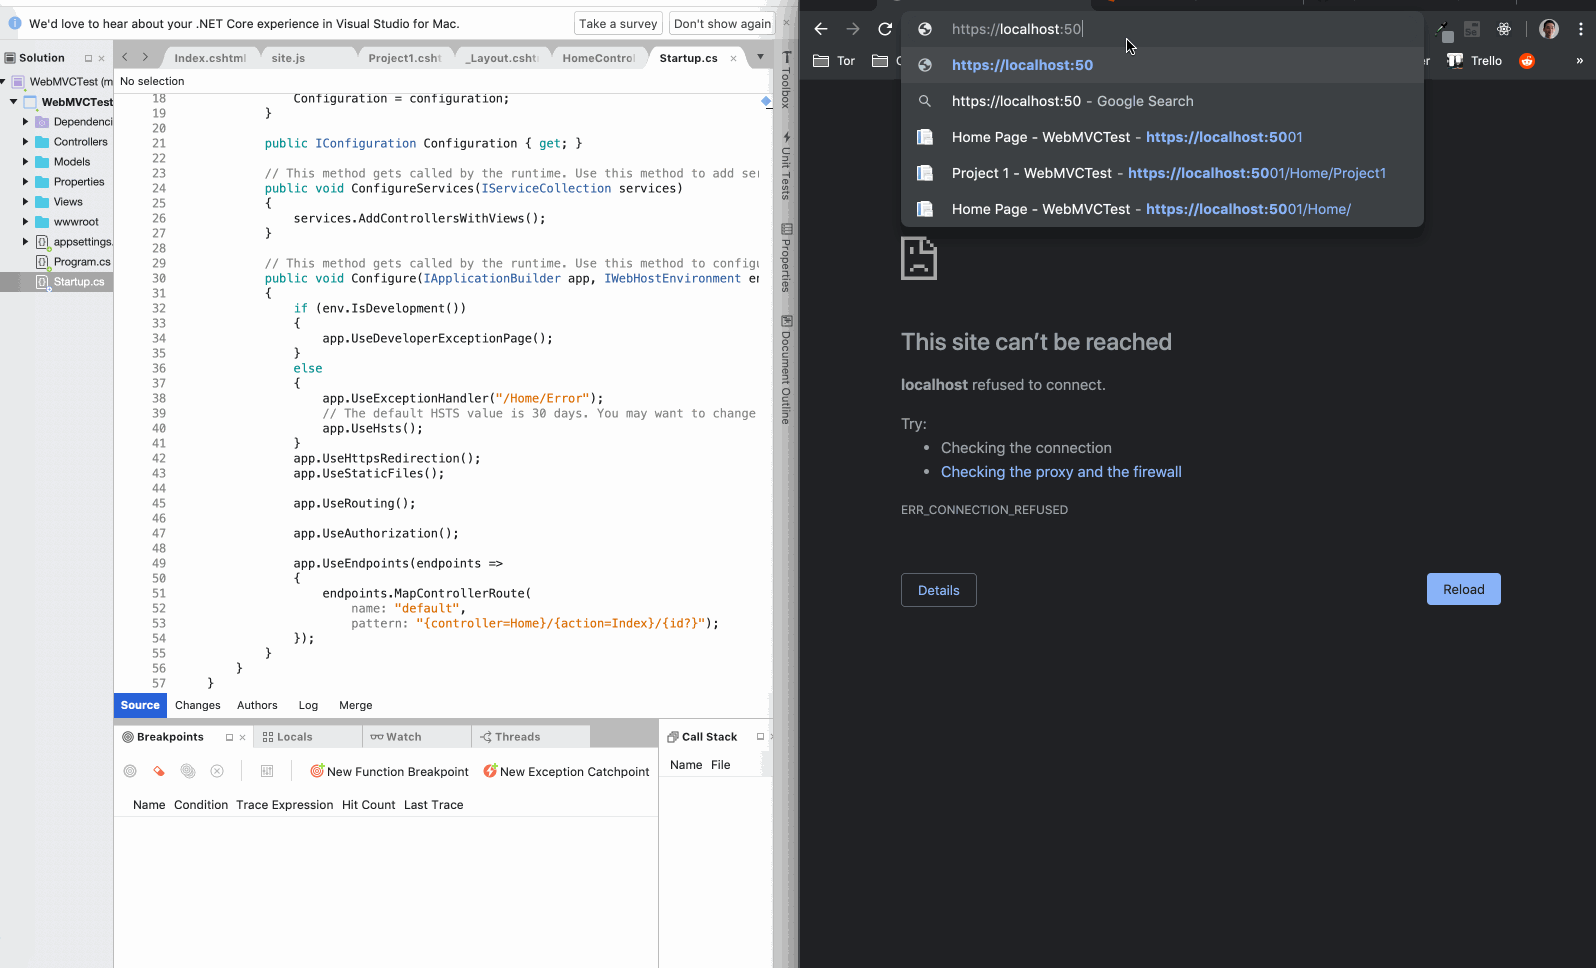 We'd love to hear about your .NET Core experience in Visual Studio for Mac.
Take a survey
Don't show again
Solution
WebMVCTest (m
WebMVCTest
Dependenci
Controllers
Models
Properties
Views
wwwroot
appsettings.
Program.cs
Startup.cs
Index.cshtml
site.js
Project1.csht
_Layout.csht
HomeControl
Startup.cs
No selection
18 Configuration = configuration;
19 }
20
21 public IConfiguration Configuration { get; }
22
23 // This method gets called by the runtime. Use this method to add ser
24 public void ConfigureServices(IServiceCollection services)
25 {
26 services.AddControllersWithViews();
27 }
28
29 // This method gets called by the runtime. Use this method to configu
30 public void Configure(IApplicationBuilder app, IWebHostEnvironment en
31 {
32 if (env.IsDevelopment())
33 {
34 app.UseDeveloperExceptionPage();
35 }
36 else
37 {
38 app.UseExceptionHandler("/Home/Error");
39 // The default HSTS value is 30 days. You may want to change
40 app.UseHsts();
41 }
42 app.UseHttpsRedirection();
43 app.UseStaticFiles();
44
45 app.UseRouting();
46
47 app.UseAuthorization();
48
49 app.UseEndpoints(endpoints =>
50 {
51 endpoints.MapControllerRoute(
52 name: "default",
53 pattern: "{controller=Home}/{action=Index}/{id?}");
54 });
55 }
56 }
57 }
Source Changes Authors Log Merge
Breakpoints
Locals
Watch
Threads
New Function Breakpoint
New Exception Catchpoint
Name Condition Trace Expression Hit Count Last Trace
Call Stack
Name File
Toolbox
Unit Tests
Properties
Document Outline
https://localhost:50
Tor
Trello
»
https://localhost:50
https://localhost:50 - Google Search
Home Page - WebMVCTest - https://localhost:5001
Project 1 - WebMVCTest - https://localhost:5001/Home/Project1
Home Page - WebMVCTest - https://localhost:5001/Home/
This site can't be reached
localhost refused to connect.
Try:
• Checking the connection
• Checking the proxy and the firewall
ERR_CONNECTION_REFUSED
Details
Reload